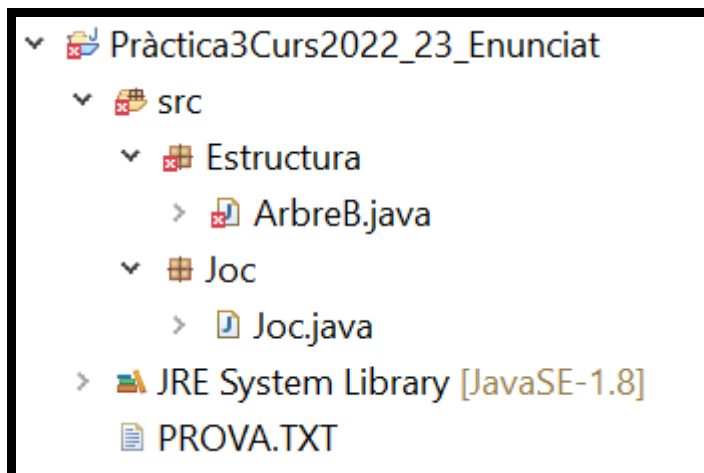 Pràctica3Curs2022_23_Enunciat
src
Estructura
ArbreB.java
Joc
Joc.java
JRE System Library [JavaSE-1.8]
PROVA.TXT